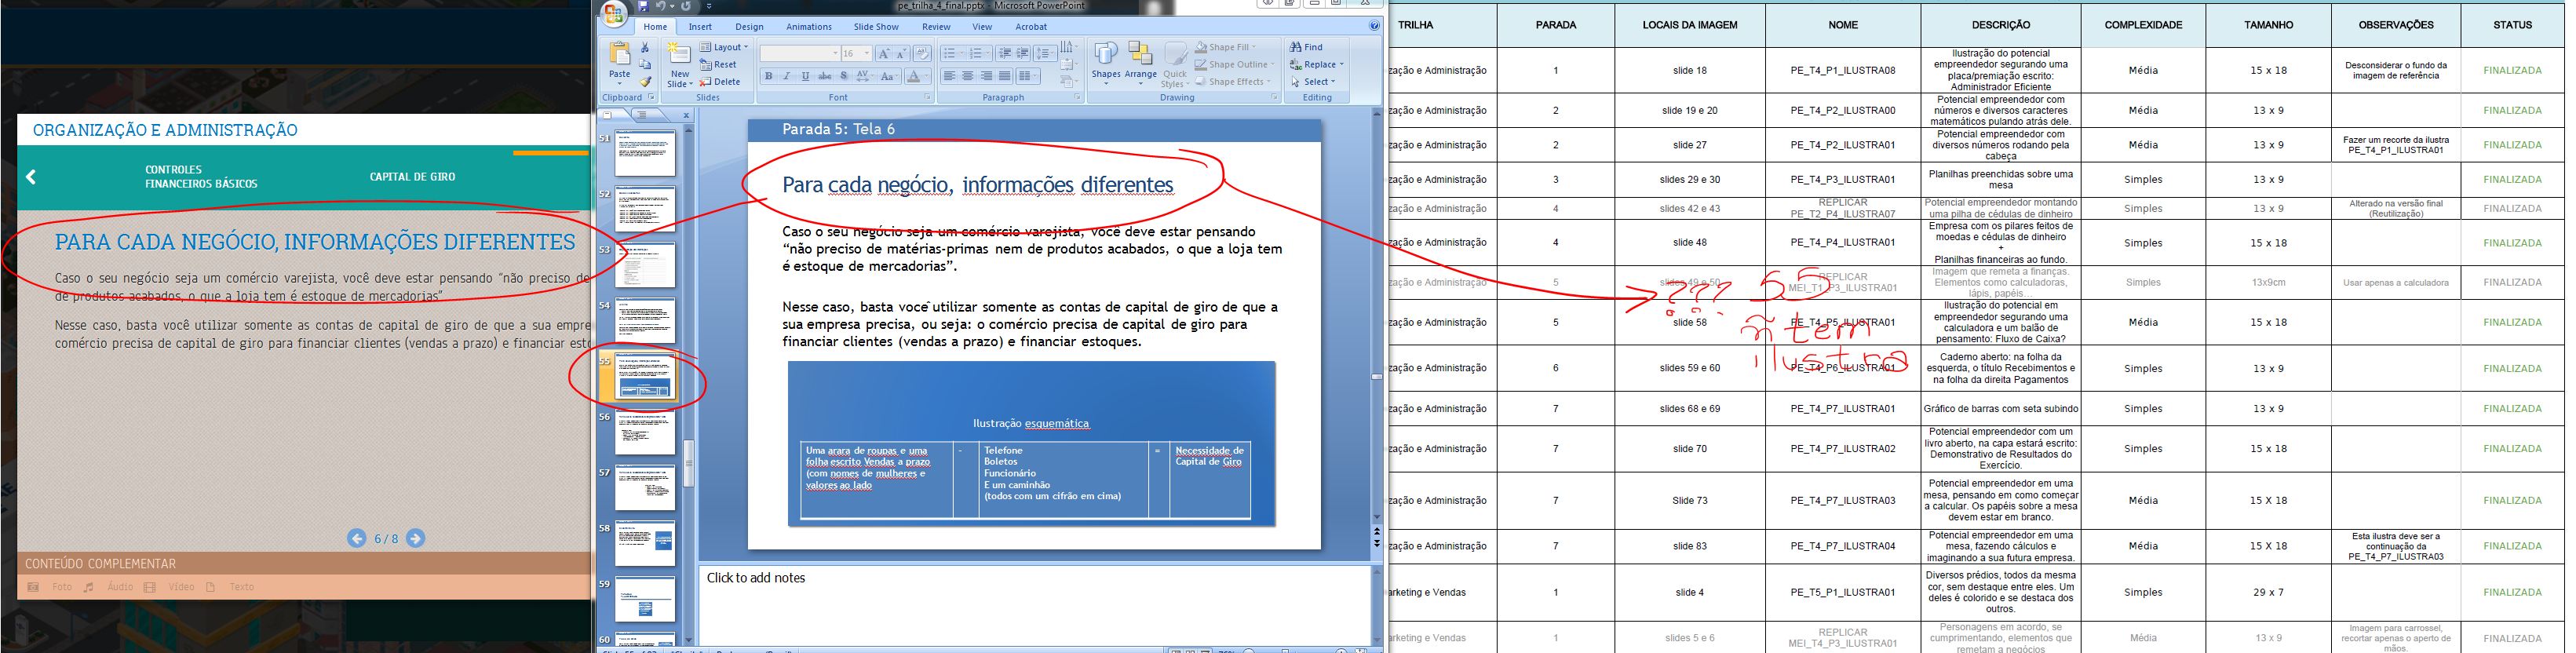 ORGANIZAÇÃO E ADMINISTRAÇÃO
CONTROLES
FINANCEIROS BÁSICOS
CAPITAL DE GIRO
PARA CADA NEGÓCIO, INFORMAÇÕES DIFERENTES
Caso o seu negócio seja um comércio varejista, você deve estar pensando "não preciso de
de produtos acabados, o que a loja tem é estoque de mercadorias"
Nesse caso, basta você utilizar somente as contas de capital de giro de que a sua empre
comércio precisa de capital de giro para financiar clientes (vendas a prazo) e financiar esto
6 / 8
CONTEÚDO COMPLEMENTAR
Foto Áudio Vídeo Texto
pe_trilha_4_final.pptx - Microsoft PowerPoint
Home Insert Design Animations Slide Show Review View Acrobat
Paste
New
Slide
Layout
Reset
Delete
16
Shapes Arrange Quick
Styles
Shape Fill
Shape Outline
Shape Effects
Find
Replace
Select
Clipboard Slides Font Paragraph Drawing Editing
51
52
53
54
55
56
57
58
59
60
Parada 5: Tela 6
Para cada negócio, informações diferentes
Caso o seu negócio seja um comércio varejista, você deve estar pensando
“não preciso de matérias-primas nem de produtos acabados, o que a loja tem
é estoque de mercadorias”.
Nesse caso, basta você utilizar somente as contas de capital de giro de que a
sua empresa precisa, ou seja: o comércio precisa de capital de giro para
financiar clientes (vendas a prazo) e financiar estoques.
Ilustração esquemática
Uma arara de roupas e uma
folha escrito Vendas a prazo
(com nomes de mulheres e
valores ao lado
-
Telefone
Boletos
Funcionário
E um caminhão
(todos com um cifrão em cima)
=
Necessidade de
Capital de Giro
Click to add notes
TRILHA PARADA LOCAIS DA IMAGEM NOME DESCRIÇÃO COMPLEXIDADE TAMANHO OBSERVAÇÕES STATUS
zação e Administração 1 slide 18 PE_T4_P1_ILUSTRA08
Ilustração do potencial
empreendedor segurando uma
placa/premiação escrito:
Administrador Eficiente
Média 15 x 18
Desconsiderar o fundo da
imagem de referência
FINALIZADA
zação e Administração 2 slide 19 e 20 PE_T4_P2_ILUSTRA00
Potencial empreendedor com
números e diversos caracteres
matemáticos pulando atrás dele.
Média 13 x 9 FINALIZADA
zação e Administração 2 slide 27 PE_T4_P2_ILUSTRA01
Potencial empreendedor com
diversos números rodando pela
cabeça
Média 13 x 9
Fazer um recorte da ilustra
PE_T4_P1_ILUSTRA01
FINALIZADA
zação e Administração 3 slides 29 e 30 PE_T4_P3_ILUSTRA01
Planilhas preenchidas sobre uma
mesa
Simples 13 x 9 FINALIZADA
zação e Administração 4 slides 42 e 43
REPLICAR
PE_T2_P4_ILUSTRA07
Potencial empreendedor montando
uma pilha de cédulas de dinheiro
Simples 13 x 9
Alterado na versão final
(Reutilização)
FINALIZADA
zação e Administração 4 slide 48 PE_T4_P4_ILUSTRA01
Empresa com os pilares feitos de
moedas e cédulas de dinheiro
+
Planilhas financeiras ao fundo.
Simples 15 x 18 FINALIZADA
zação e Administração 5 slides 49 e 50
REPLICAR
MEI_T1_P3_ILUSTRA01
Imagem que remeta a finanças.
Elementos como calculadoras,
lápis, papéis...
Simples 13x9cm
Usar apenas a calculadora
FINALIZADA
??? 55
ñ tem
ilustra
zação e Administração 5 slide 58 PE_T4_P5_ILUSTRA01
Ilustração do potencial em
empreendedor segurando uma
calculadora e um balão de
pensamento: Fluxo de Caixa?
Média 15 x 18 FINALIZADA
zação e Administração 6 slides 59 e 60 PE_T4_P6_ILUSTRA01
Caderno aberto: na folha da
esquerda, o título Recebimentos e
na folha da direita Pagamentos
Simples 13 x 9 FINALIZADA
zação e Administração 7 slides 68 e 69 PE_T4_P7_ILUSTRA01
Gráfico de barras com seta subindo
Simples 13 x 9 FINALIZADA
zação e Administração 7 slide 70 PE_T4_P7_ILUSTRA02
Potencial empreendedor com um
livro aberto, na capa estará escrito:
Demonstrativo de Resultados do
Exercício.
Simples 15 x 18 FINALIZADA
zação e Administração 7 Slide 73 PE_T4_P7_ILUSTRA03
Potencial empreendedor em uma
mesa, pensando em como começar
a calcular. Os papéis sobre a mesa
devem estar em branco.
Média 15 X 18 FINALIZADA
zação e Administração 7 slide 83 PE_T4_P7_ILUSTRA04
Potencial empreendedor em uma
mesa, fazendo cálculos e
imaginando a sua futura empresa.
Média 15 X 18
Esta ilustra deve ser a
continuação da
PE_T4_P7_ILUSTRA03
FINALIZADA
arketing e Vendas 1 slide 4 PE_T5_P1_ILUSTRA01
Diversos prédios, todos da mesma
cor, sem destaque entre eles. Um
deles é colorido e se destaca dos
outros.
Simples 29 x 7 FINALIZADA
arketing e Vendas 1 slides 5 e 6
REPLICAR
MEI_T4_P3_ILUSTRA01
Personagens em acordo, se
cumprimentando, elementos que
remetam a negócios
Média 13 x 9
Imagem para carrossel,
recortar apenas o aperto de
mãos.
FINALIZADA